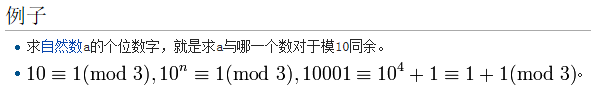 例子
求自然数a的个位数字，就是求a与哪一个数对于模10同余。
10 ≡ 1(mod 3), 10ⁿ ≡ 1(mod 3), 10001 ≡ 10⁴ + 1 ≡ 1 + 1(mod 3)。